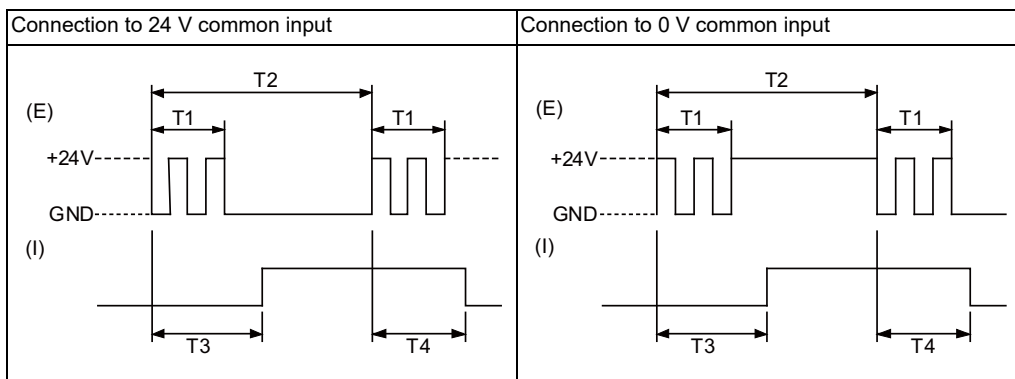 Connection to 24 V common input
Connection to 0 V common input
T2
(E)
T1
T1
+24V
GND
(I)
T3
T4
T2
(E)
T1
T1
+24V
GND
(I)
T3
T4